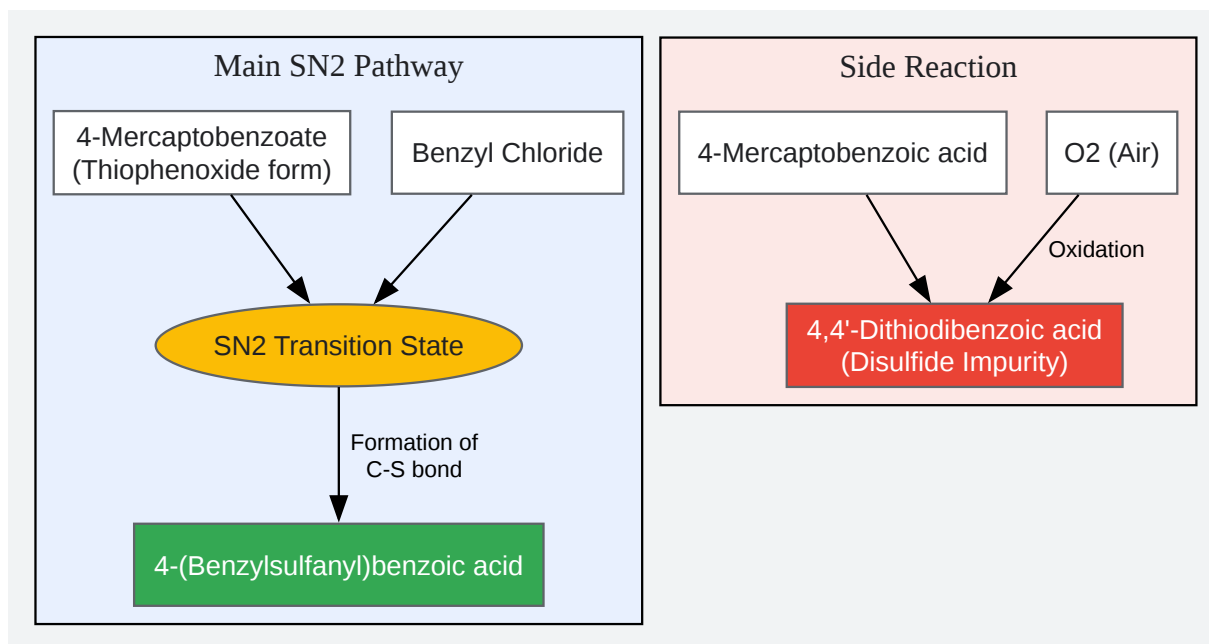 Main SN2 Pathway
4-Mercaptobenzoate
(Thiophenoxide form)
Benzyl Chloride
SN2 Transition State
Formation of
C-S bond
4-(Benzylsulfanyl)benzoic acid
Side Reaction
4-Mercaptobenzoic acid
O2 (Air)
Oxidation
4,4'-Dithiodibenzoic acid
(Disulfide Impurity)